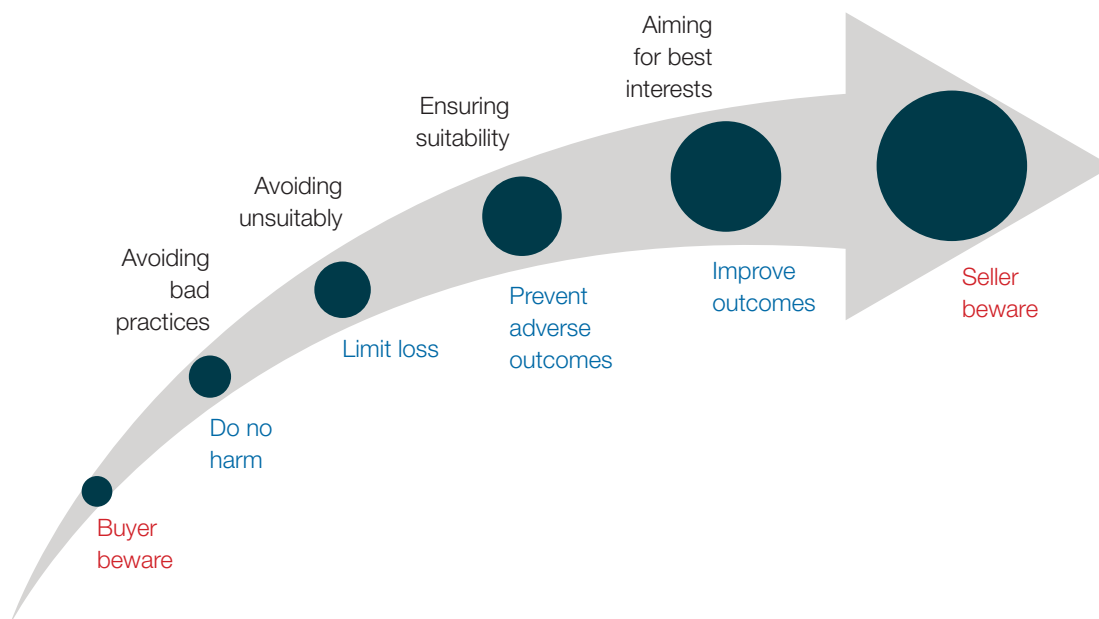 Aiming
for best
interests
Ensuring
suitability
Avoiding
unsuitably
Avoiding
bad
practices
Improve
outcomes
Seller
beware
Prevent
adverse
outcomes
Limit loss
Do no
harm
Buyer
beware